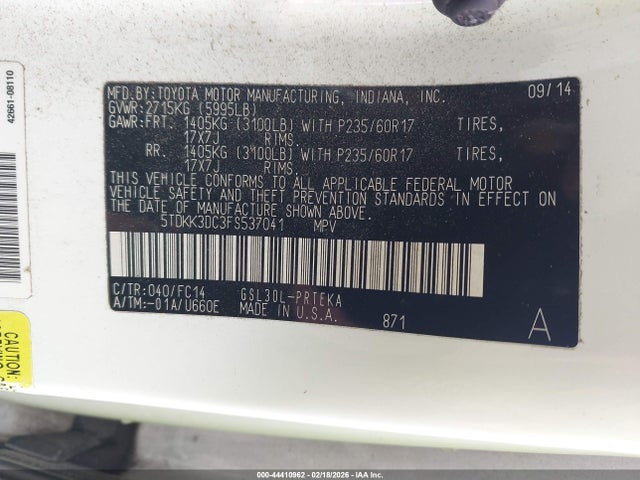 42661-08110
MFD.BY:TOYOTA MOTOR MANUFACTURING, INDIANA, INC. 09/14
GVWR:2715KG (5995LB)
GAWR:FRT. 1405KG (3100LB) WITH P235/60R17 TIRES,
17X7J RIMS.
RR. 1405KG (3100LB) WITH P235/60R17 TIRES,
17X7J RIMS.
THIS VEHICLE CONFORMS TO ALL APPLICABLE FEDERAL MOTOR
VEHICLE SAFETY AND THEFT PREVENTION STANDARDS IN EFFECT ON
THE DATE OF MANUFACTURE SHOWN ABOVE.
5TDKK3DC3FS537041 MPV
C/TR:040/FC14 GSL30L-PRTEKA
A/TM:-01A/U660E MADE IN U.S.A.
871 A
CAUTION:
000-44410962 - 02/18/2026 - IAA Corp.